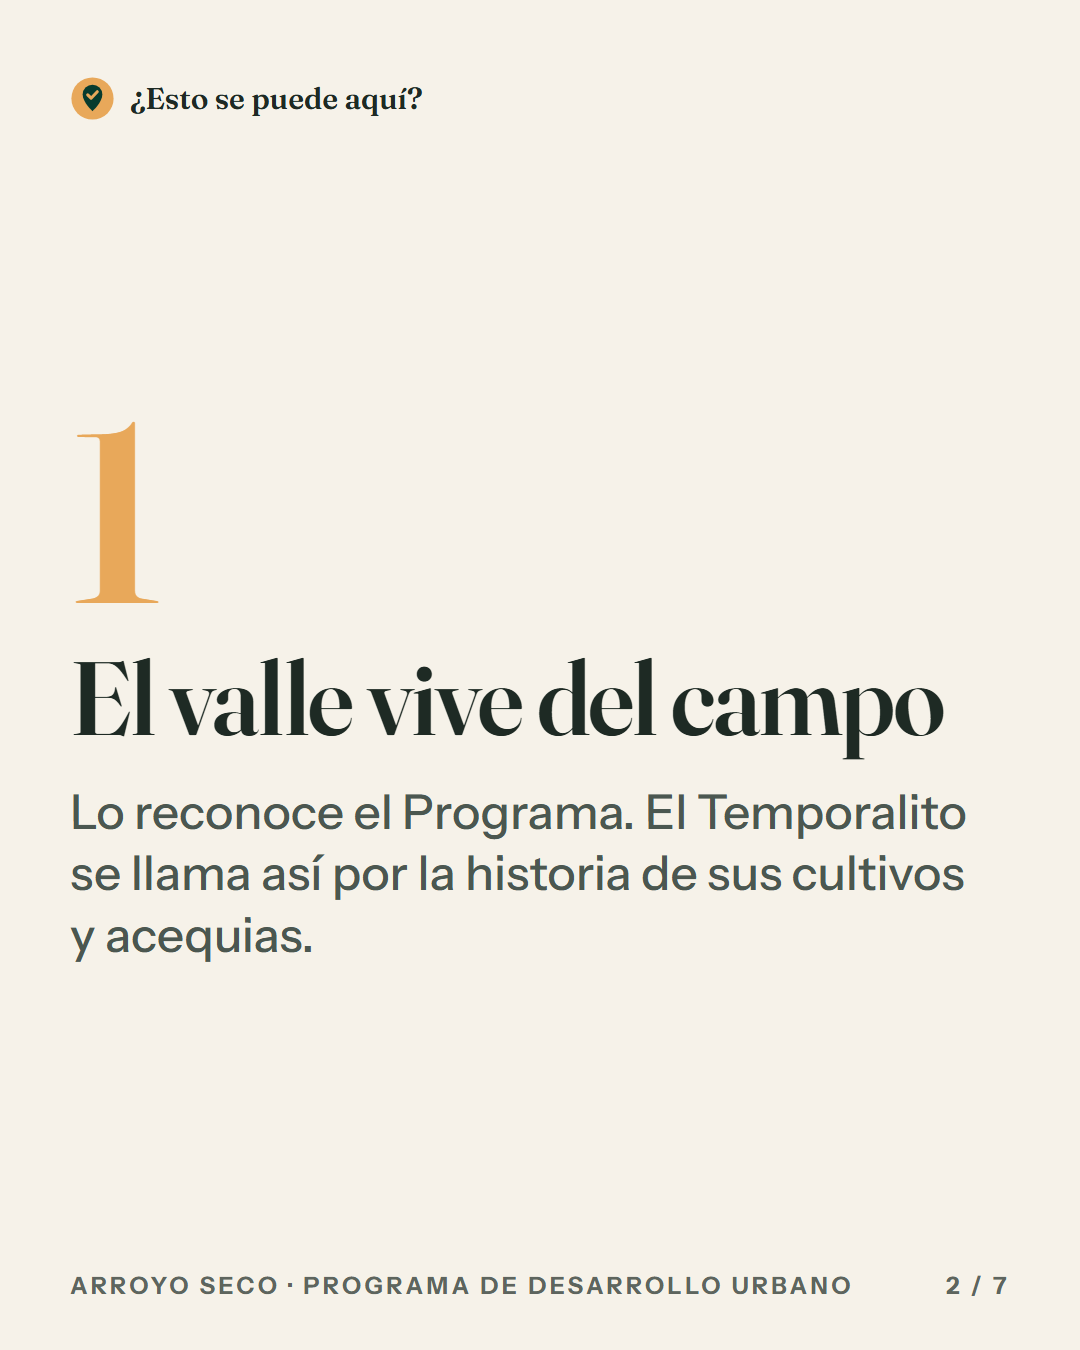 ¿Esto se puede aquí?
1
El valle vive del campo
Lo reconoce el Programa. El Temporalito
se llama así por la historia de sus cultivos
y acequias.
ARROYO SECO · PROGRAMA DE DESARROLLO URBANO 2 / 7